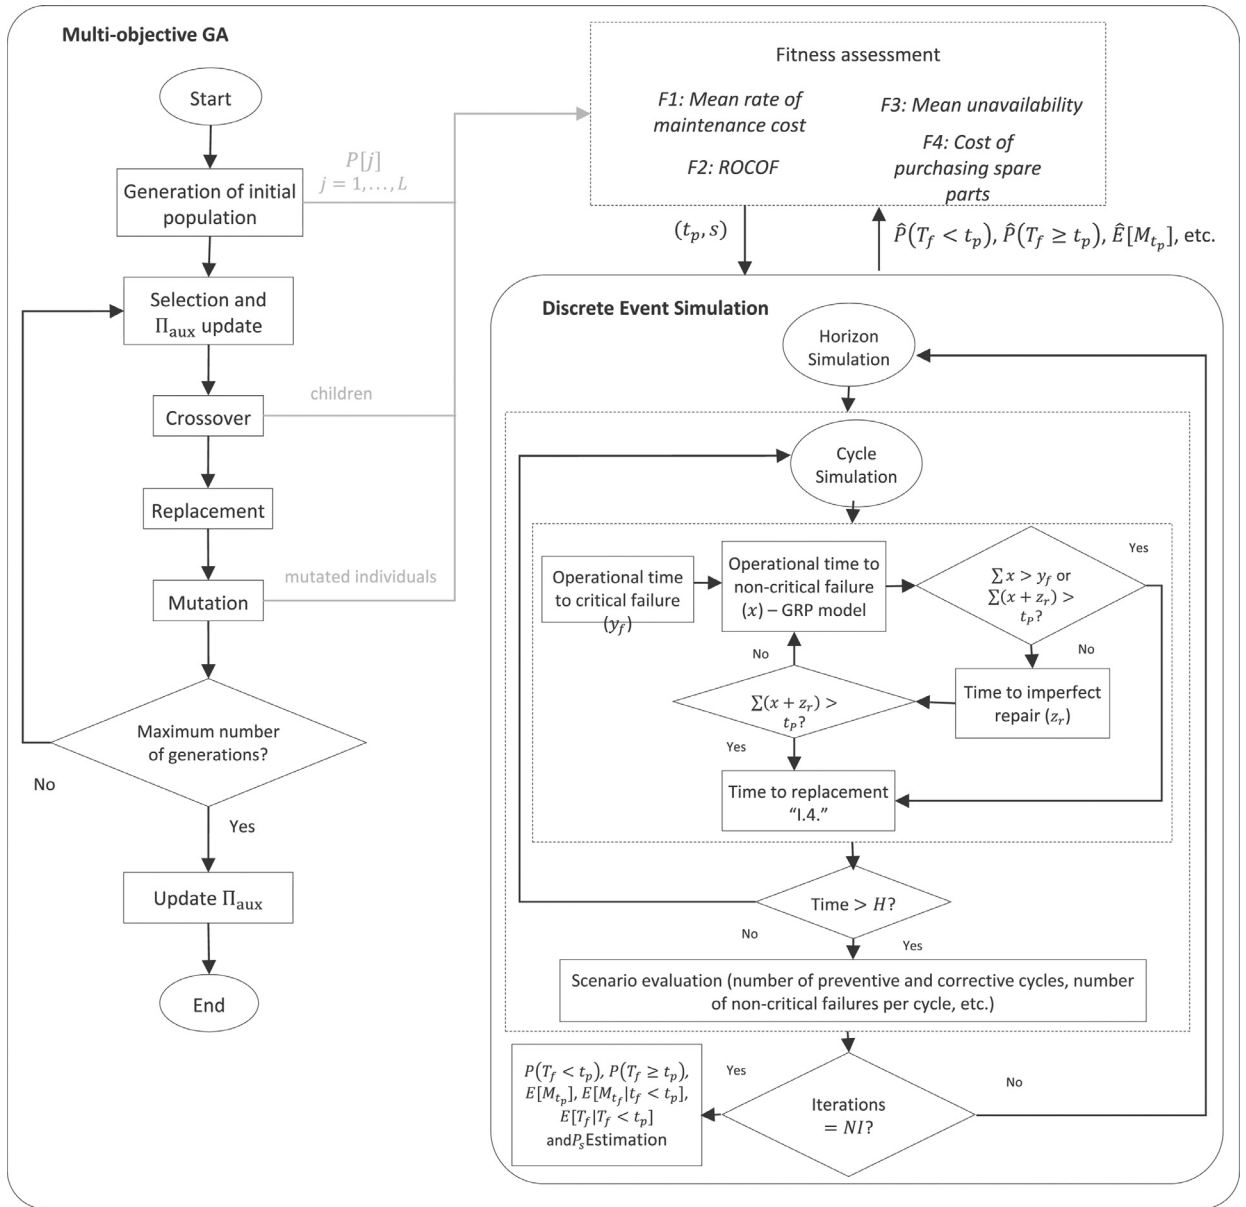 Multi-objective GA
Start
Generation of initial
population
P[j]
j = 1, ..., L
Selection and
Π_aux update
children
Crossover
Replacement
mutated individuals
Mutation
Maximum number
of generations?
No
Yes
Update Π_aux
End
Fitness assessment
F1: Mean rate of
maintenance cost
F2: ROCOF
F3: Mean unavailability
F4: Cost of
purchasing spare
parts
(t_p, s)
P̂(T_f < t_p), P̂(T_f ≥ t_p), Ê[M_{t_p}], etc.
Discrete Event Simulation
Horizon
Simulation
Cycle
Simulation
Operational time
to critical failure
(y_f)
Operational time to
non-critical failure
(x) – GRP model
Yes
∑ x > y_f or
∑(x + z_r) >
t_P?
No
No
Time to imperfect
repair (z_r)
∑(x + z_r) >
t_P?
Yes
Time to replacement
“I.4.”
Time > H?
No
Yes
Scenario evaluation (number of preventive and corrective cycles, number
of non-critical failures per cycle, etc.)
P(T_f < t_p), P(T_f ≥ t_p),
E[M_{t_p}], E[M_{t_f}|t_f < t_p],
E[T_f|T_f < t_p]
andP_s Estimation
Yes
No
Iterations
= NI?